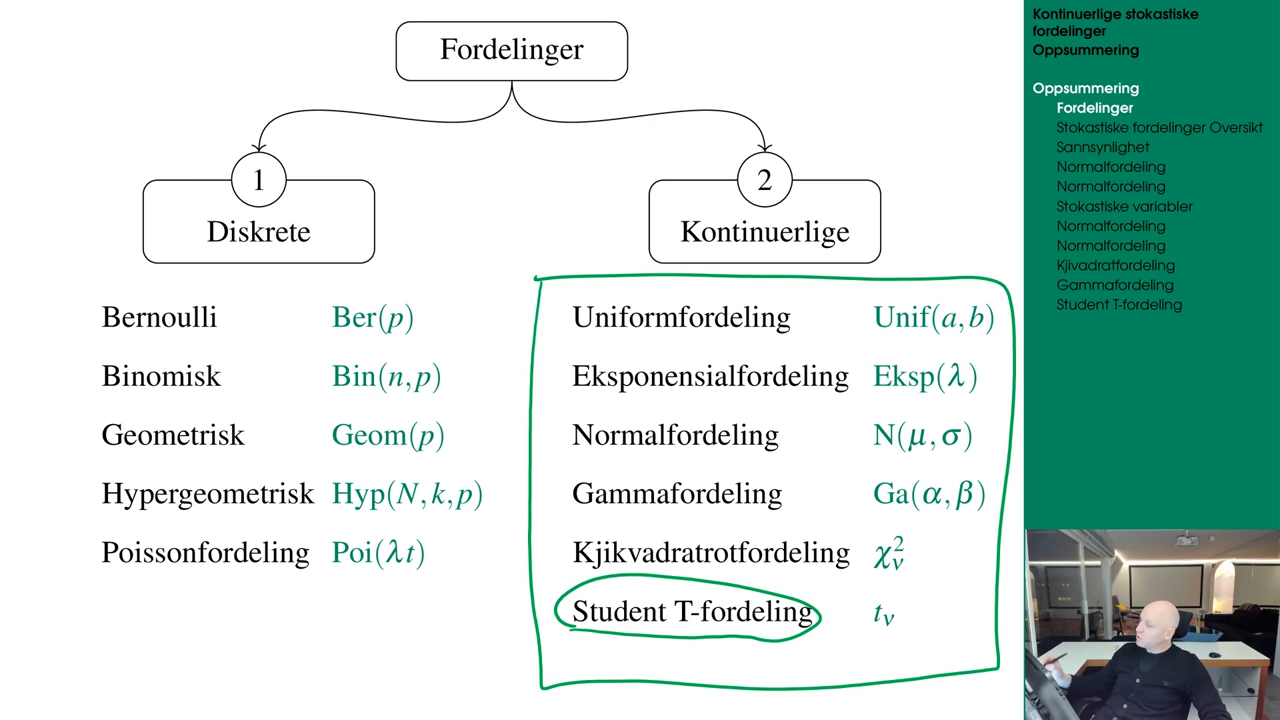 Fordelinger
1
Diskrete
2
Kontinuerlige
Bernoulli Ber(p)
Binomisk Bin(n,p)
Geometrisk Geom(p)
Hypergeometrisk Hyp(N,k,p)
Poissonfordeling Poi(λt)
Uniformfordeling Unif(a,b)
Eksponensialfordeling Eksp(λ)
Normalfordeling N(μ,σ)
Gammafordeling Ga(α,β)
Kjikvadratrotfordeling χ²ᵥ
Student T-fordeling tᵥ
Kontinuerlige stokastiske
fordelinger
Oppsummering
Oppsummering
Fordelinger
Stokastiske fordelinger Oversikt
Sannsynlighet
Normalfordeling
Normalfordeling
Stokastiske variabler
Normalfordeling
Normalfordeling
Kjivadratfordeling
Gammafordeling
Student T-fordeling